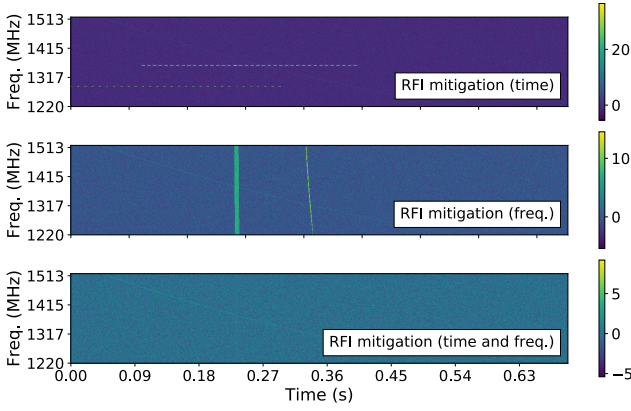 Freq. (MHz)
1513
1415
1317
1220
RFI mitigation (time)
20
0
Freq. (MHz)
1513
1415
1317
1220
RFI mitigation (freq.)
10
0
Freq. (MHz)
1513
1415
1317
1220
RFI mitigation (time and freq.)
5
0
−5
0.00 0.09 0.18 0.27 0.36 0.45 0.54 0.63
Time (s)